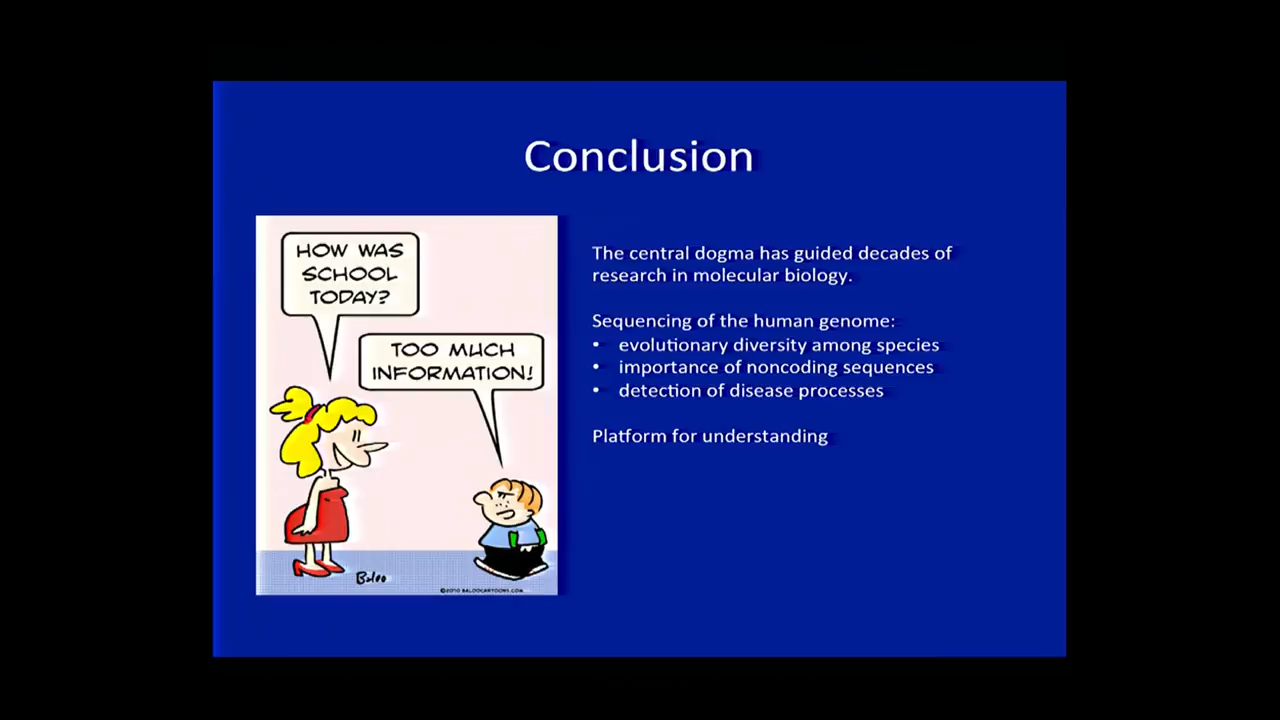 Conclusion
HOW WAS
SCHOOL
TODAY?
TOO MUCH
INFORMATION!
Baloo
©2010 BALOOCARTOONS.COM
The central dogma has guided decades of
research in molecular biology.
Sequencing of the human genome:
• evolutionary diversity among species
• importance of noncoding sequences
• detection of disease processes
Platform for understanding